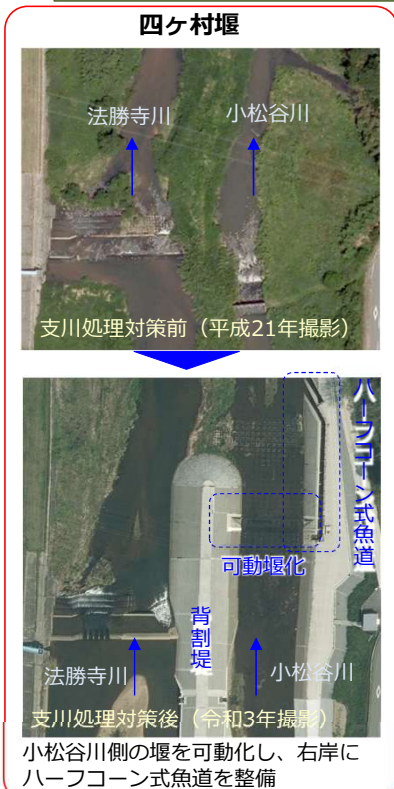 四ヶ村堰
法勝寺川
小松谷川
支川処理対策前（平成21年撮影）
ハーフコーン式魚道
可動堰化
背割堤
法勝寺川
小松谷川
支川処理対策後（令和3年撮影）
小松谷川側の堰を可動化し、右岸に
ハーフコーン式魚道を整備